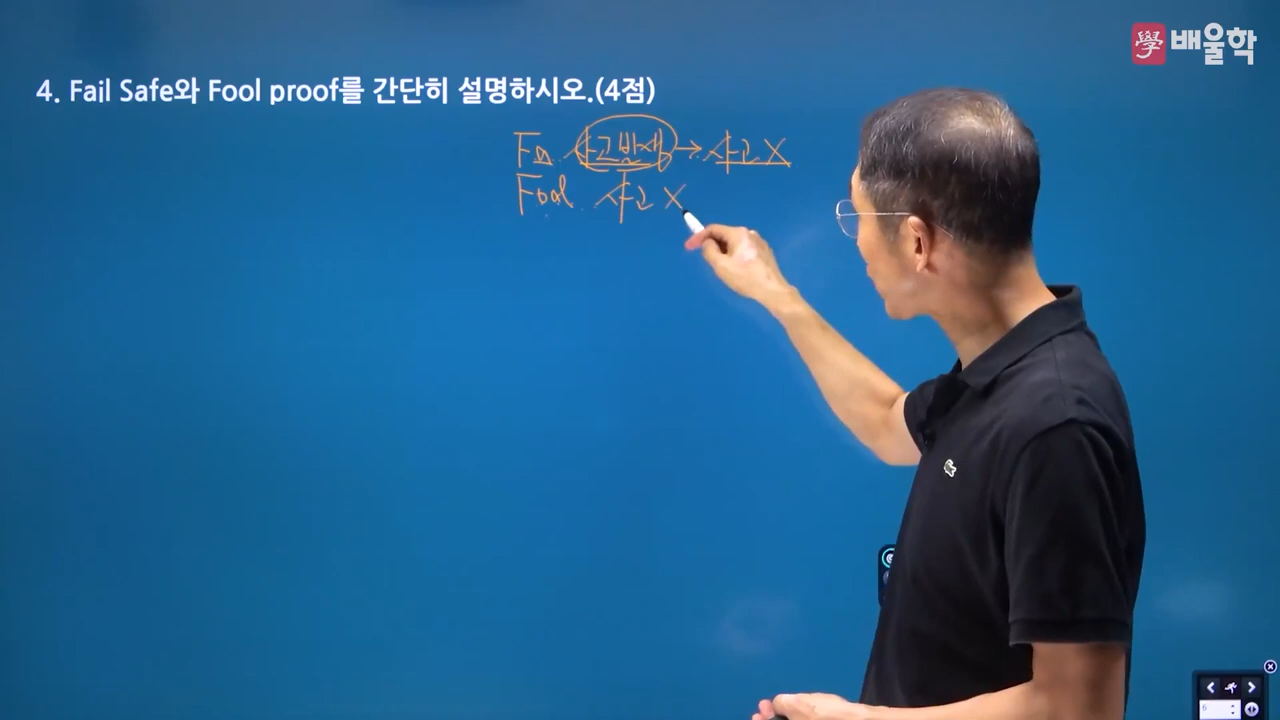 學 배울학
4. Fail Safe와 Fool proof를 간단히 설명하시오.(4점)
Fa 사고발생 → 사고 X
Fool 사고 X
6